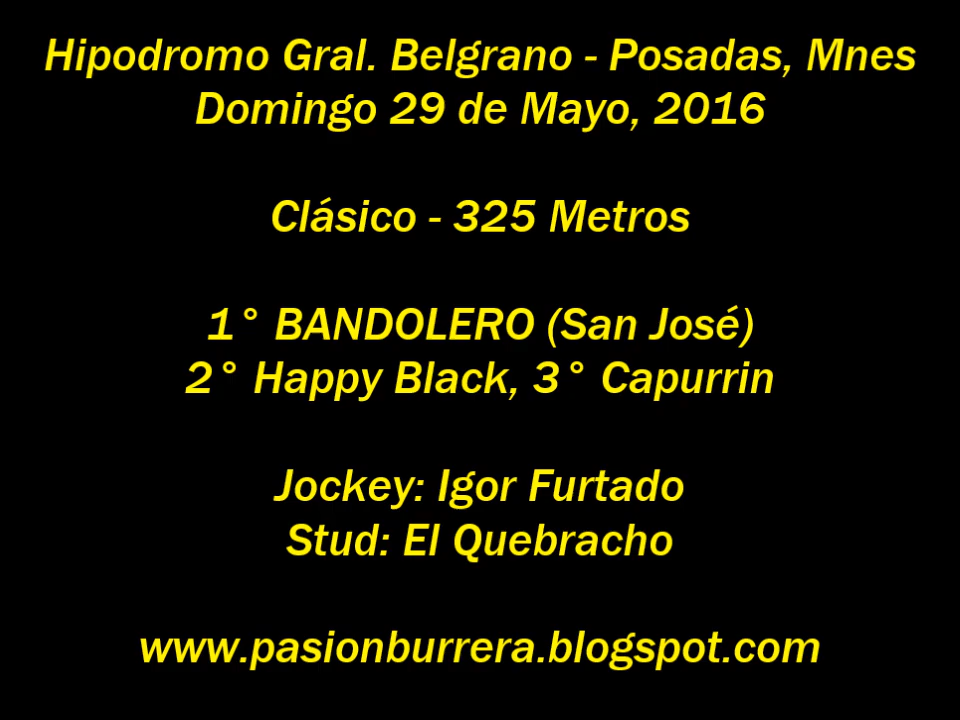 Hipodromo Gral. Belgrano - Posadas, Mnes
Domingo 29 de Mayo, 2016
Clásico - 325 Metros
1° BANDOLERO (San José)
2° Happy Black, 3° Capurrin
Jockey: Igor Furtado
Stud: El Quebracho
www.pasionburrera.blogspot.com